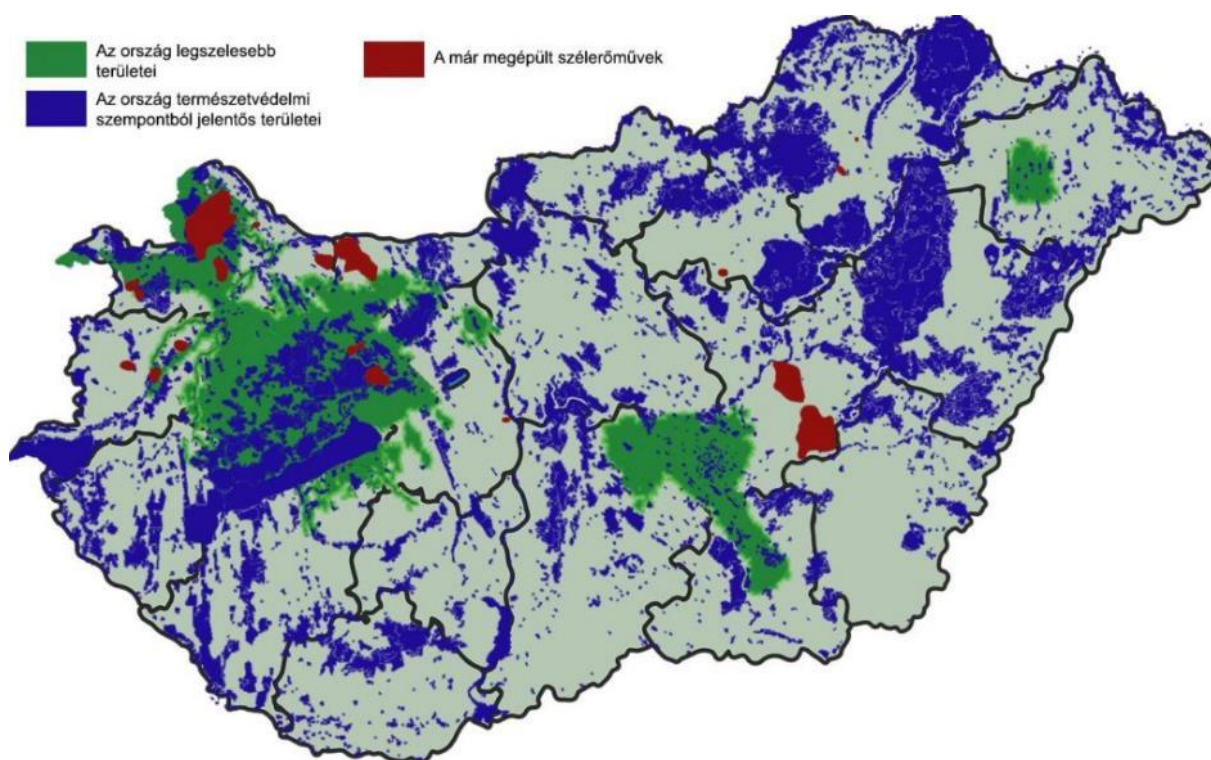 Az ország legszelesebb
területei
A már megépült szélerőművek
Az ország természetvédelmi
szempontból jelentős területei